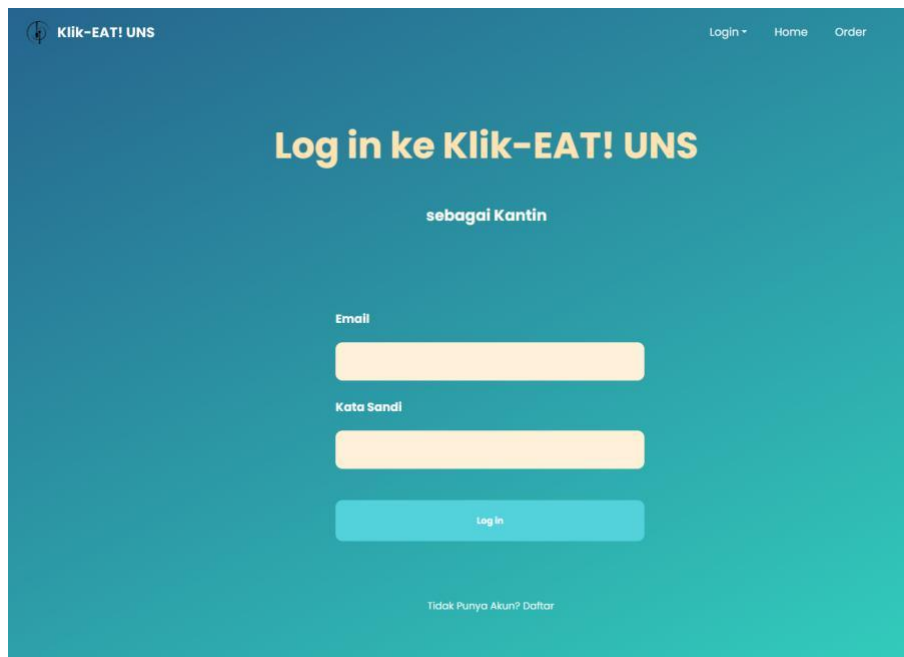 Klik-EAT! UNS
Login Home Order
Log in ke Klik-EAT! UNS
sebagai Kantin
Email
Kata Sandi
Log in
Tidak Punya Akun? Daftar